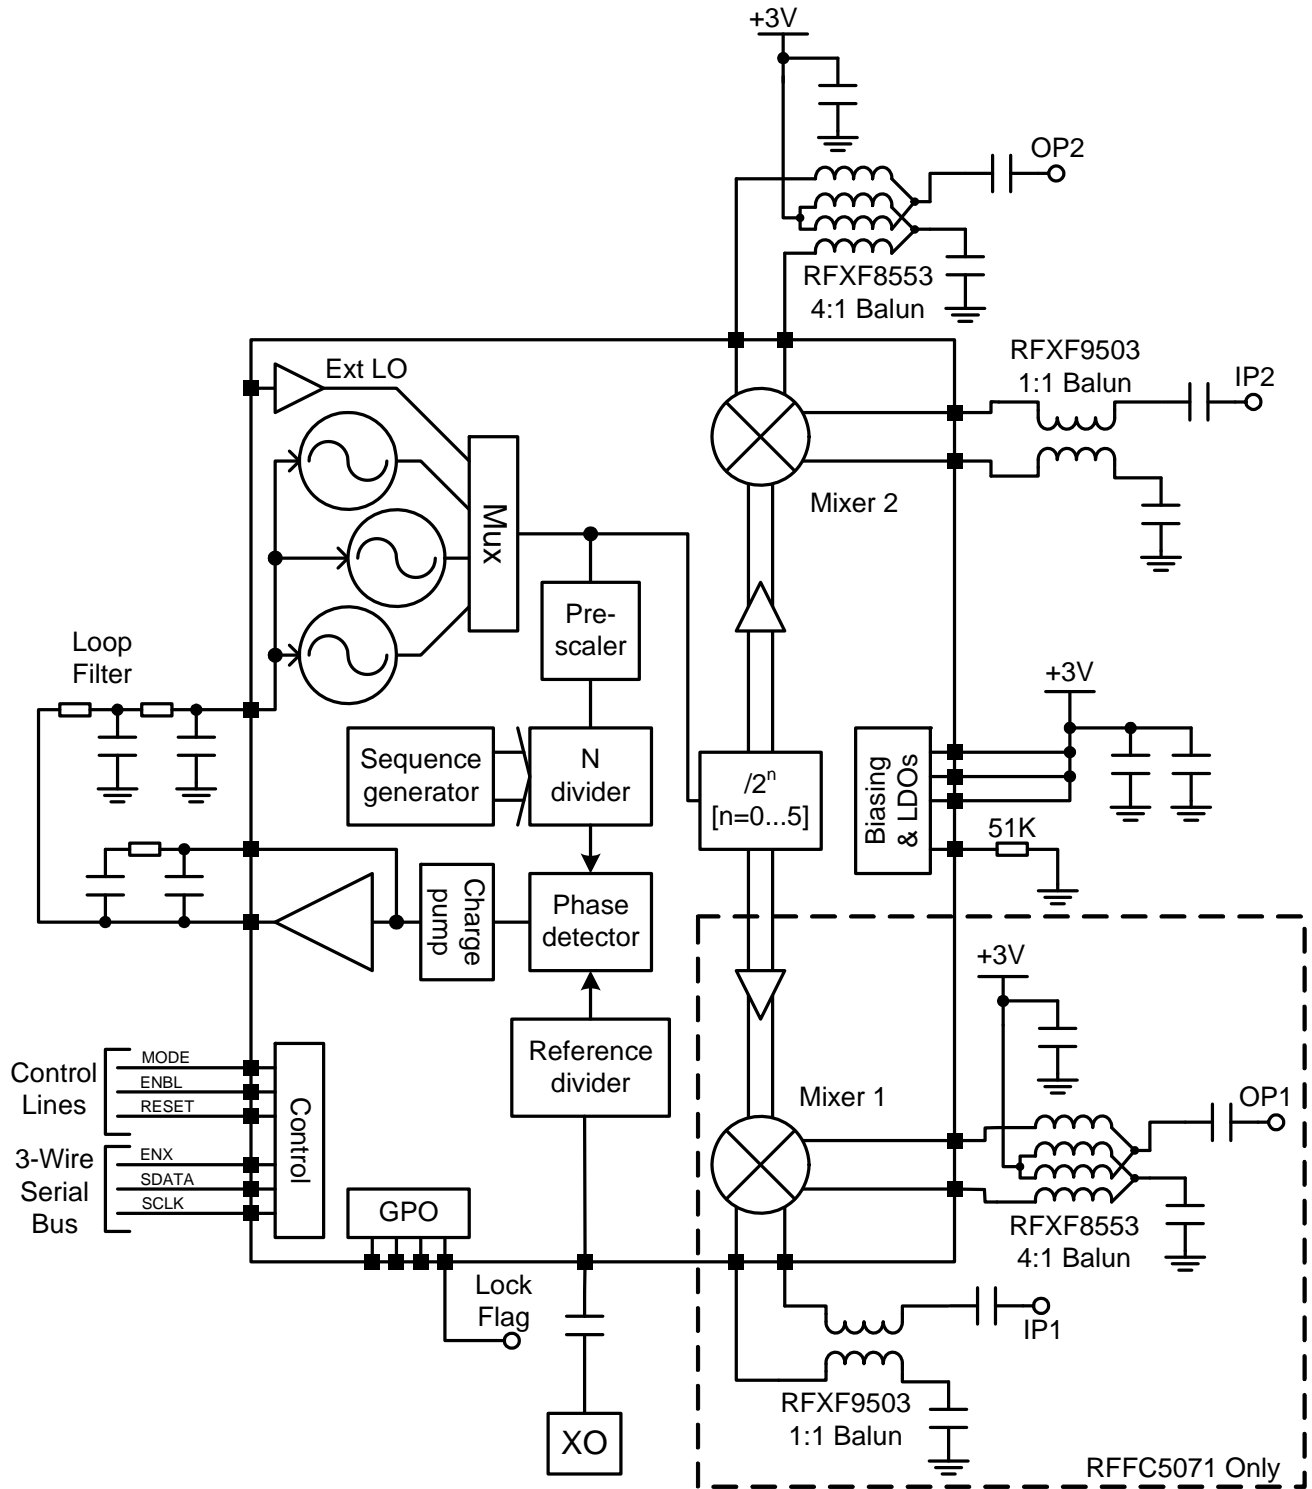 +3V
OP2
RFXF8553
4:1 Balun
RFXF9503
1:1 Balun
IP2
Ext LO
Mux
Mixer 2
Pre-
scaler
Loop
Filter
+3V
Sequence
generator
N
divider
/2ⁿ
[n=0...5]
Biasing
& LDOs
51K
Charge
pump
Phase
detector
+3V
Reference
divider
Mixer 1
OP1
Control
Lines
MODE
ENBL
RESET
3-Wire
Serial
Bus
ENX
SDATA
SCLK
Control
GPO
RFXF8553
4:1 Balun
Lock
Flag
IP1
RFXF9503
1:1 Balun
XO
RFFC5071 Only